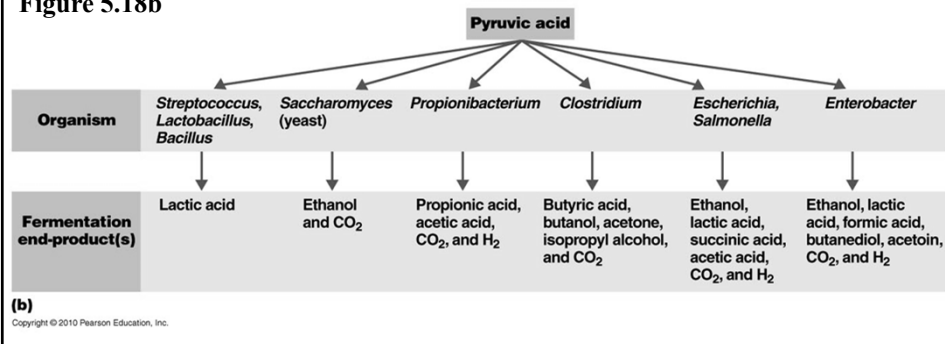 Figure 5.18b
Pyruvic acid
Organism
Streptococcus,
Lactobacillus,
Bacillus
Saccharomyces
(yeast)
Propionibacterium
Clostridium
Escherichia,
Salmonella
Enterobacter
Fermentation
end-product(s)
Lactic acid
Ethanol
and CO₂
Propionic acid,
acetic acid,
CO₂, and H₂
Butyric acid,
butanol, acetone,
isopropyl alcohol,
and CO₂
Ethanol,
lactic acid,
succinic acid,
acetic acid,
CO₂, and H₂
Ethanol, lactic
acid, formic acid,
butanediol, acetoin,
CO₂, and H₂
(b)
Copyright © 2010 Pearson Education, Inc.